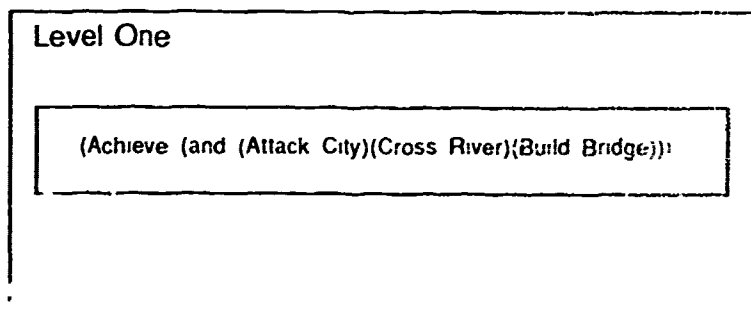 Level One
(Achieve (and (Attack City)(Cross River)(Build Bridge)))